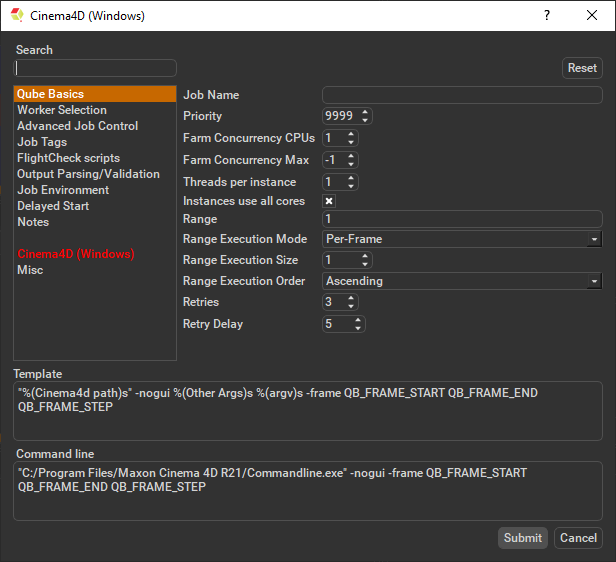 Cinema4D (Windows)
?
Search
Reset
Qube Basics
Worker Selection
Advanced Job Control
Job Tags
FlightCheck scripts
Output Parsing/Validation
Job Environment
Delayed Start
Notes
Cinema4D (Windows)
Misc
Job Name
Priority 9999
Farm Concurrency CPUs 1
Farm Concurrency Max -1
Threads per instance 1
Instances use all cores
Range 1
Range Execution Mode Per-Frame
Range Execution Size 1
Range Execution Order Ascending
Retries 3
Retry Delay 5
Template
"%(Cinema4d path)s" -nogui %(Other Args)s %(argv)s -frame QB_FRAME_START QB_FRAME_END
QB_FRAME_STEP
Command line
"C:/Program Files/Maxon Cinema 4D R21/Commandline.exe" -nogui -frame QB_FRAME_START
QB_FRAME_END QB_FRAME_STEP
Submit Cancel